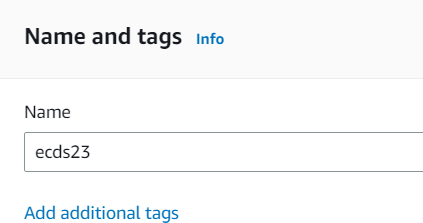 Name and tags Info
Name
ecds23
Add additional tags